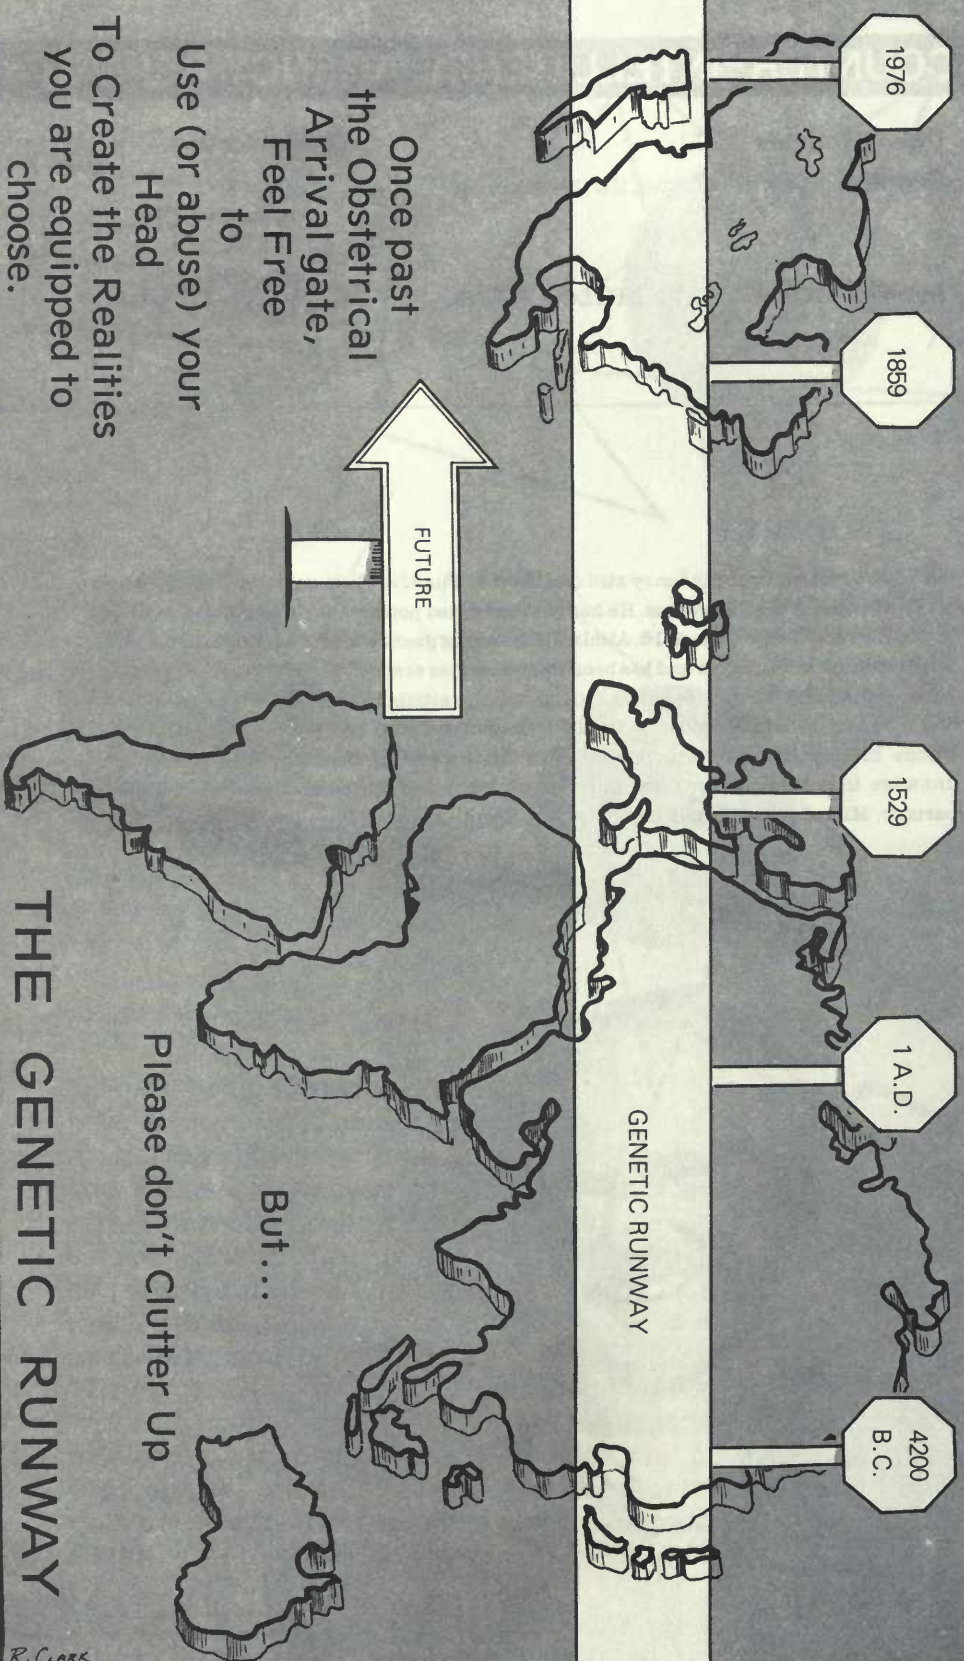 1976
1859
1529
1 A.D.
4200
B.C.
GENETIC RUNWAY
FUTURE
Once past
the Obstetrical
Arrival gate,
Feel Free
to
Use (or abuse) your
Head
To Create the Realities
you are equipped to
choose.
But...
Please don't Clutter Up
THE GENETIC RUNWAY
R. CLARK